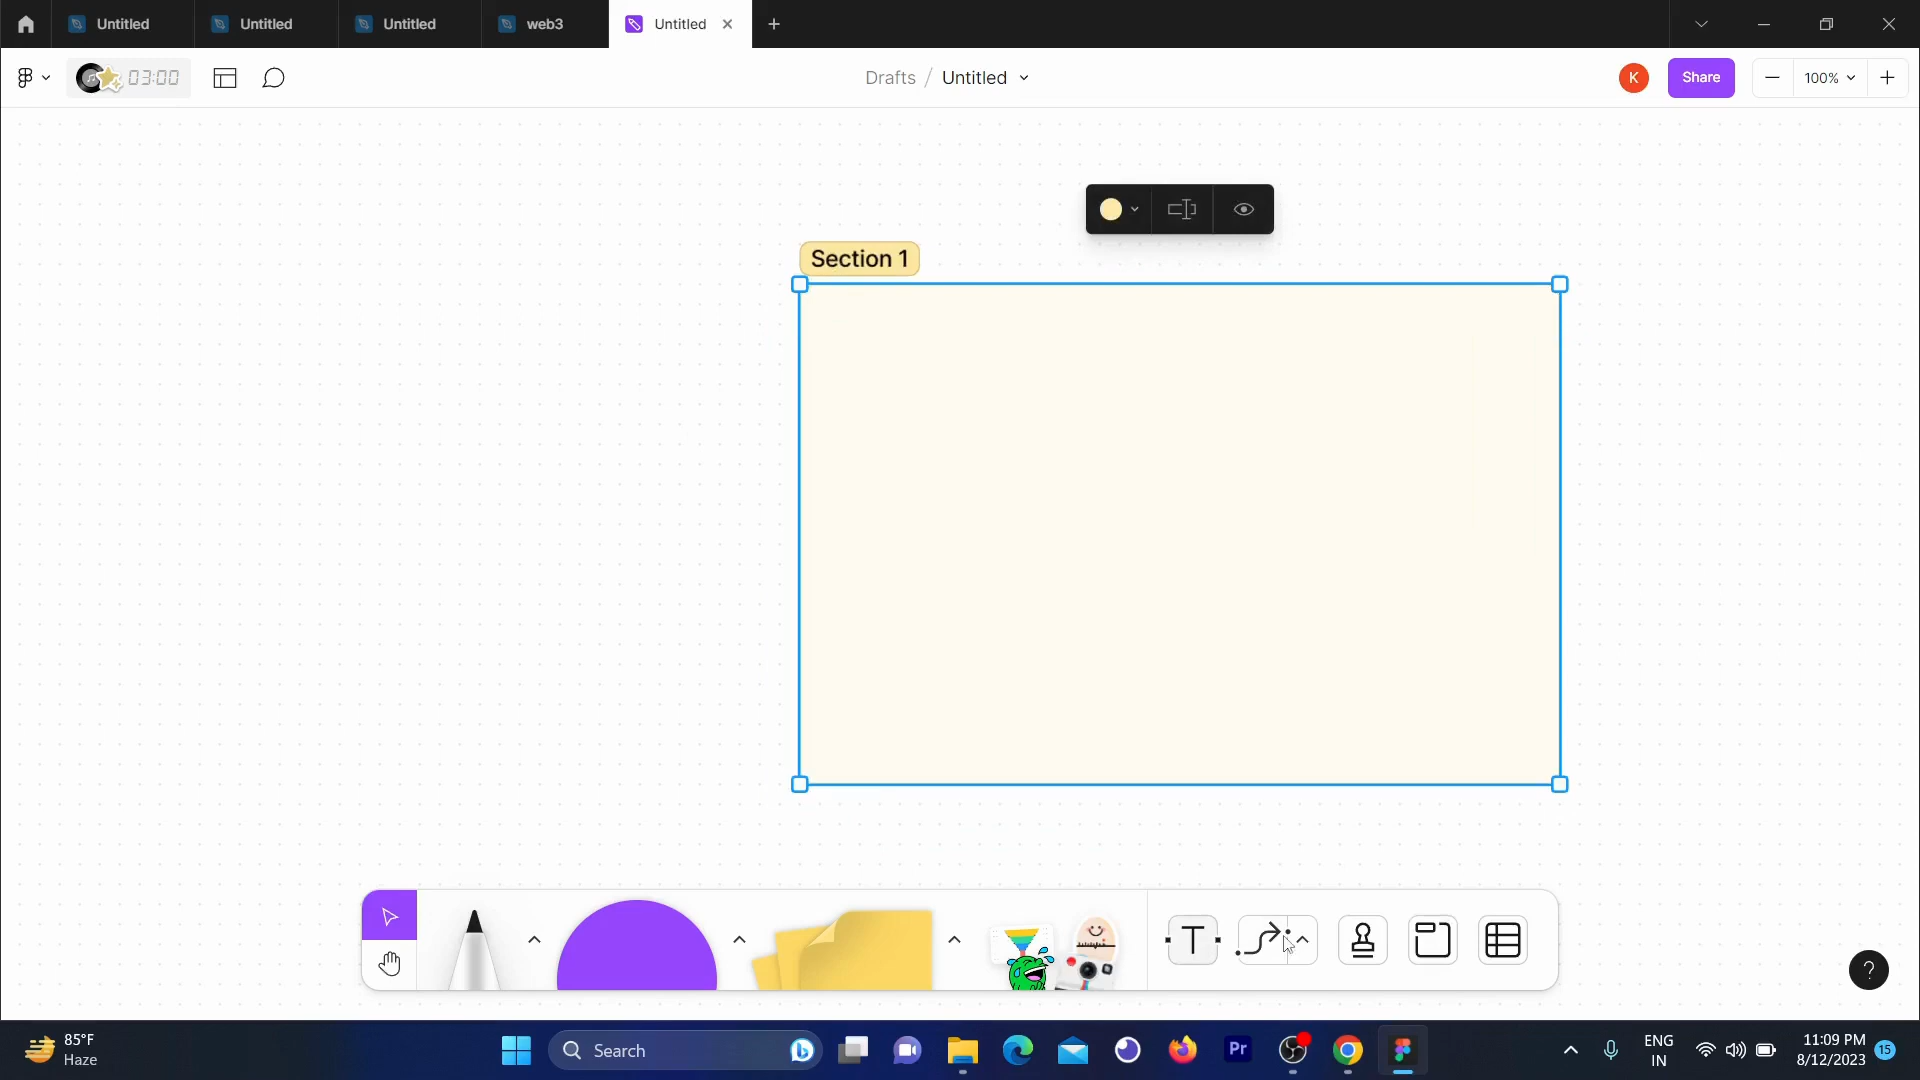 Untitled
Untitled
Untitled
web3
Untitled
03:00
Drafts / Untitled
K
Share
100%
Section 1
T
?
85°F
Haze
Search
Pr
ENG
IN
11:09 PM
8/12/2023
15